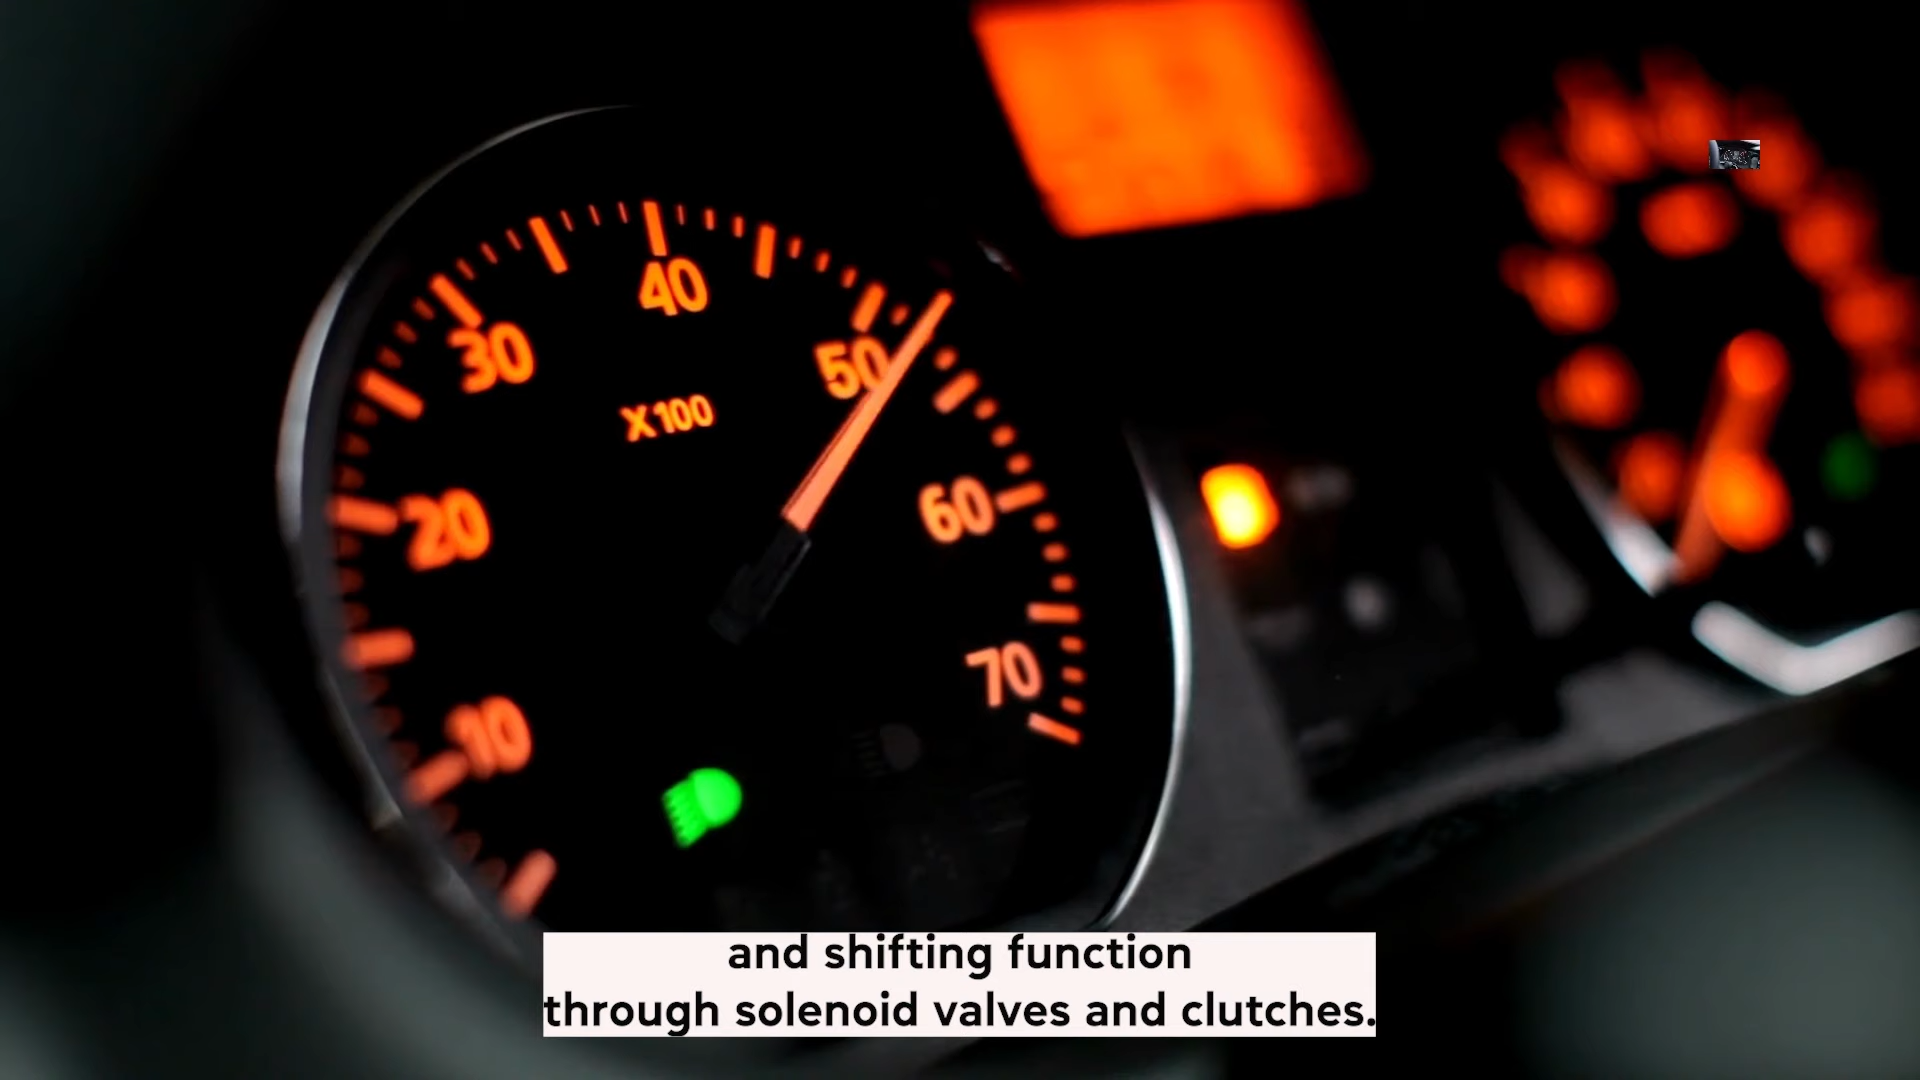 40
30
50
X100
20
60
70
10
and shifting function
through solenoid valves and clutches.